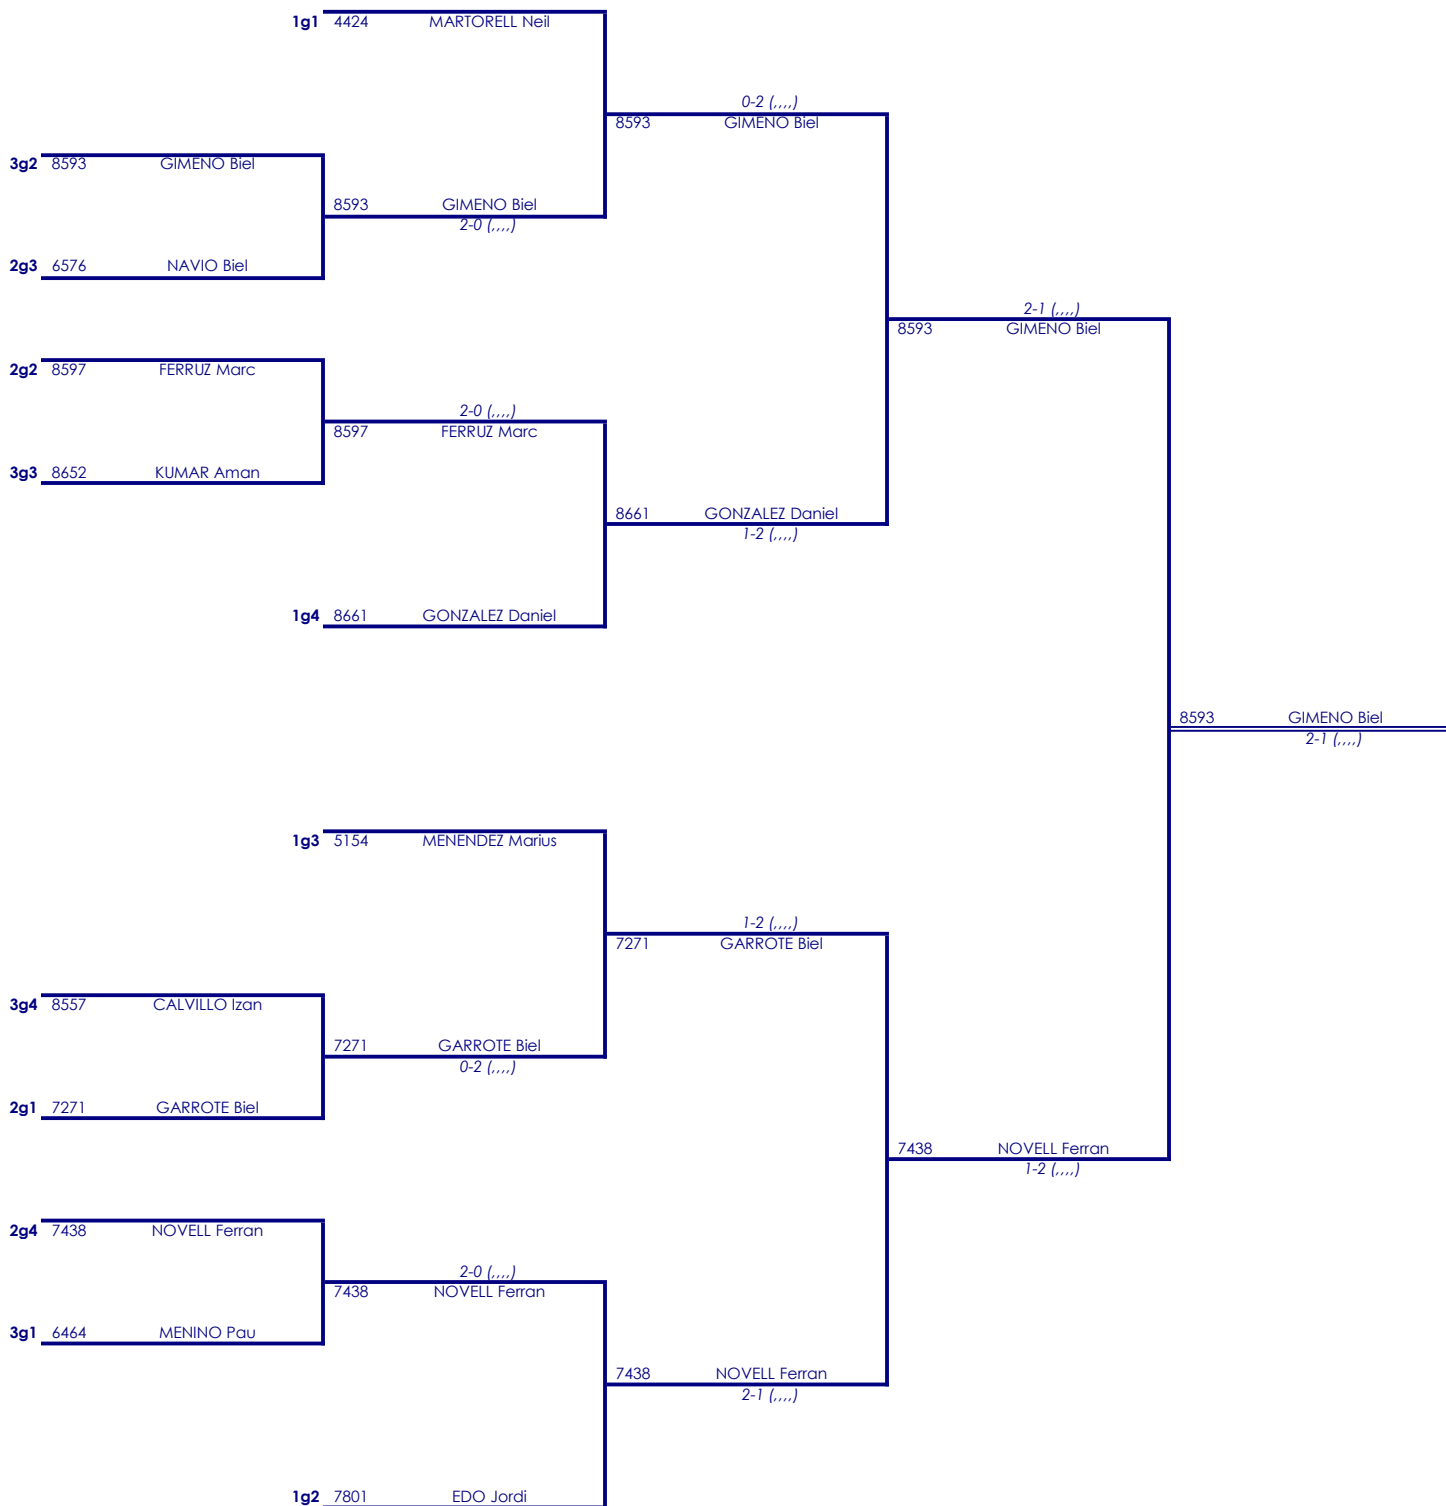 1g1 4424 MARTORELL Neil
0-2 (,,,,)
8593 GIMENO Biel
3g2 8593 GIMENO Biel
8593 GIMENO Biel
2-0 (,,,,)
2g3 6576 NAVIO Biel
2-1 (,,,,)
8593 GIMENO Biel
2g2 8597 FERRUZ Marc
2-0 (,,,,)
8597 FERRUZ Marc
3g3 8652 KUMAR Aman
8661 GONZALEZ Daniel
1-2 (,,,,)
1g4 8661 GONZALEZ Daniel
8593 GIMENO Biel
2-1 (,,,,)
1g3 5154 MENENDEZ Marius
1-2 (,,,,)
7271 GARROTE Biel
3g4 8557 CALVILLO Izan
7271 GARROTE Biel
0-2 (,,,,)
2g1 7271 GARROTE Biel
7438 NOVELL Ferran
1-2 (,,,,)
2g4 7438 NOVELL Ferran
2-0 (,,,,)
7438 NOVELL Ferran
3g1 6464 MENINO Pau
7438 NOVELL Ferran
2-1 (,,,,)
1g2 7801 EDO Jordi